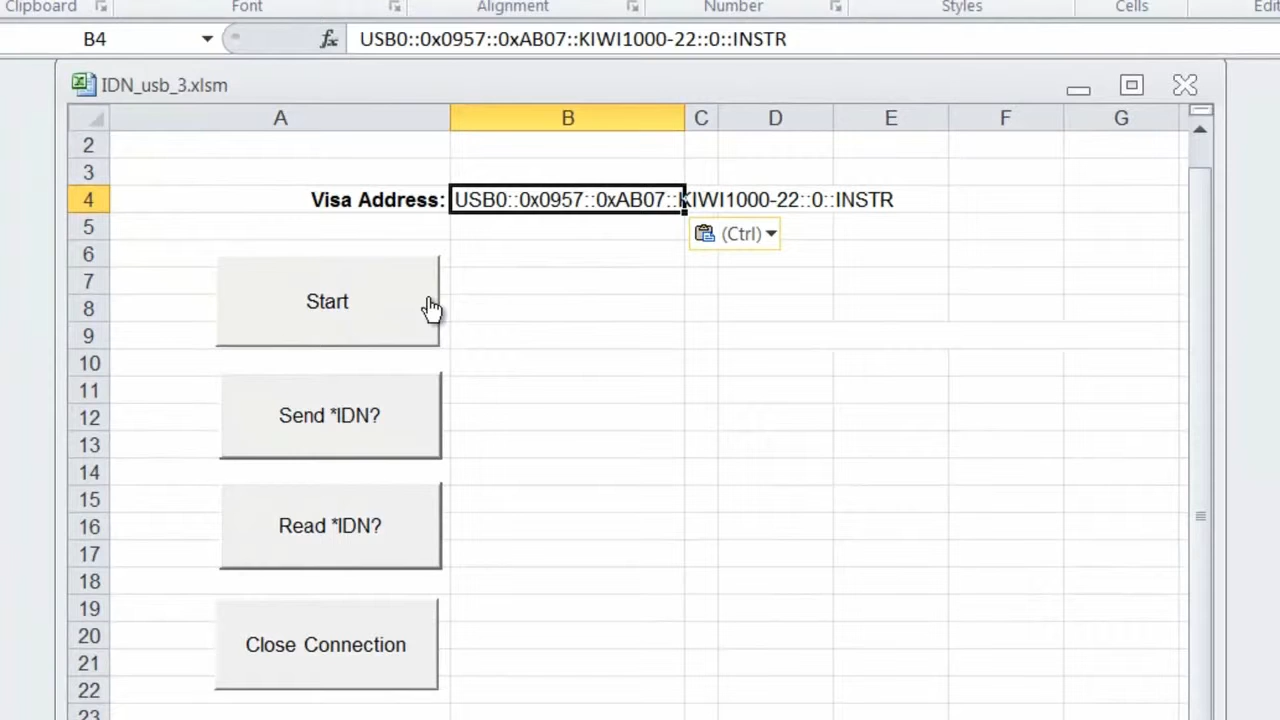 Clipboard Font Alignment Number Styles Cells
B4 fx USB0::0x0957::0xAB07::KIWI1000-22::0::INSTR
IDN_usb_3.xlsm
A B C D E F G
2
3
4 Visa Address: USB0::0x0957::0xAB07::KIWI1000-22::0::INSTR
5 (Ctrl)
6
7
8 Start
9
10
11
12 Send *IDN?
13
14
15
16 Read *IDN?
17
18
19
20 Close Connection
21
22
23